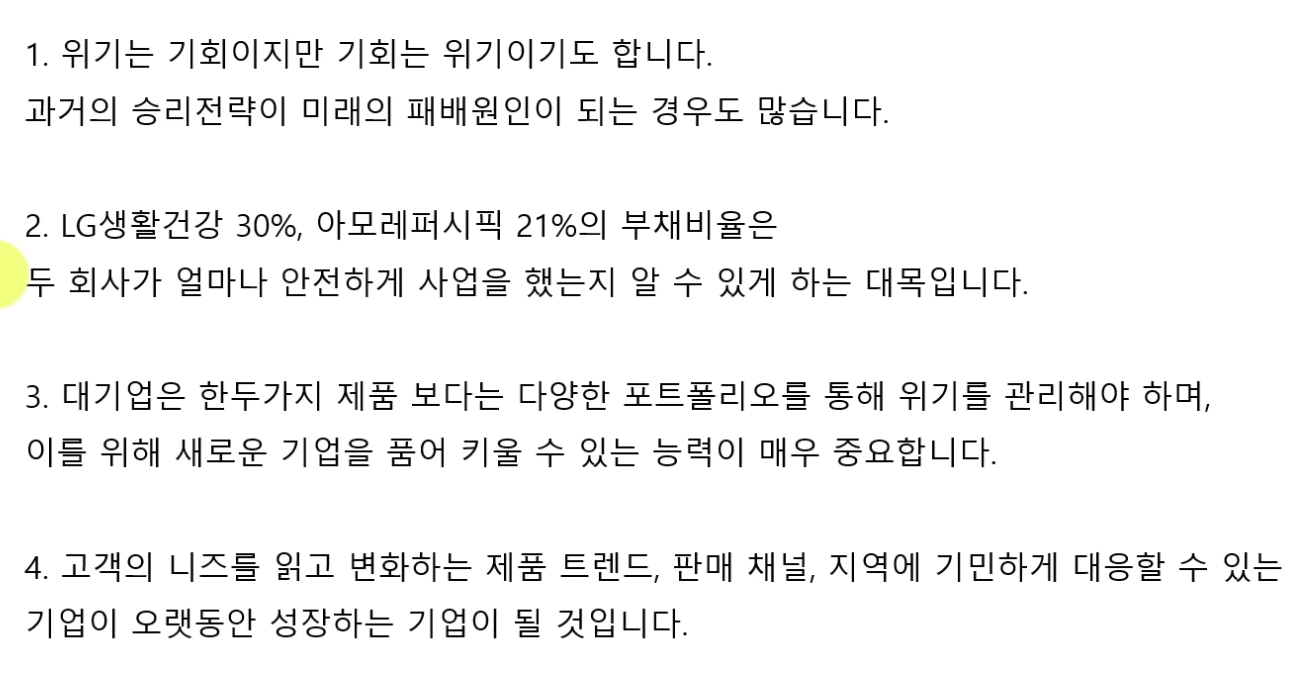 1. 위기는 기회이지만 기회는 위기이기도 합니다.
과거의 승리전략이 미래의 패배원인이 되는 경우도 많습니다.
2. LG생활건강 30%, 아모레퍼시픽 21%의 부채비율은
두 회사가 얼마나 안전하게 사업을 했는지 알 수 있게 하는 대목입니다.
3. 대기업은 한두가지 제품 보다는 다양한 포트폴리오를 통해 위기를 관리해야 하며,
이를 위해 새로운 기업을 품어 키울 수 있는 능력이 매우 중요합니다.
4. 고객의 니즈를 읽고 변화하는 제품 트렌드, 판매 채널, 지역에 기민하게 대응할 수 있는
기업이 오랫동안 성장하는 기업이 될 것입니다.